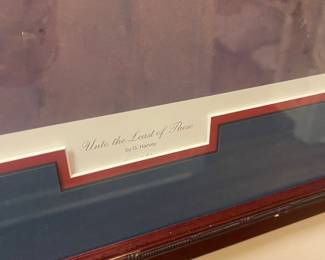 Unto the Least of These
by G. Harvey